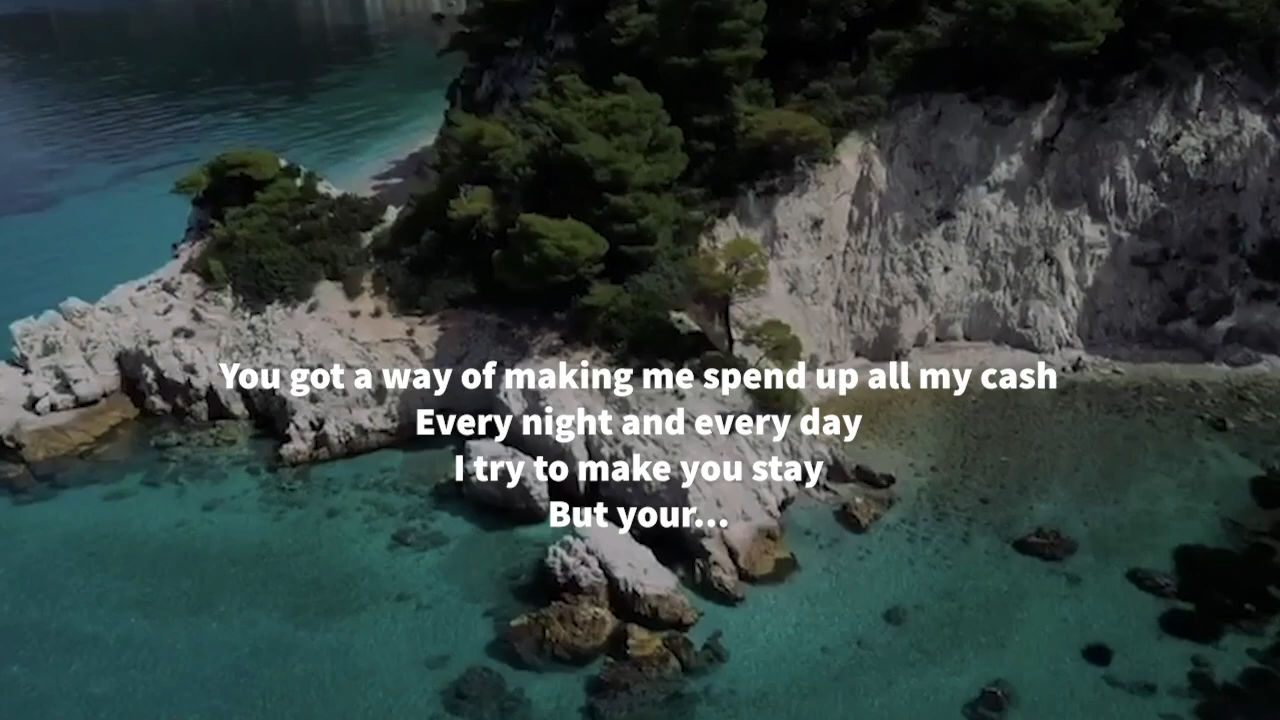 You got a way of making me spend up all my cash
Every night and every day
I try to make you stay
But your...